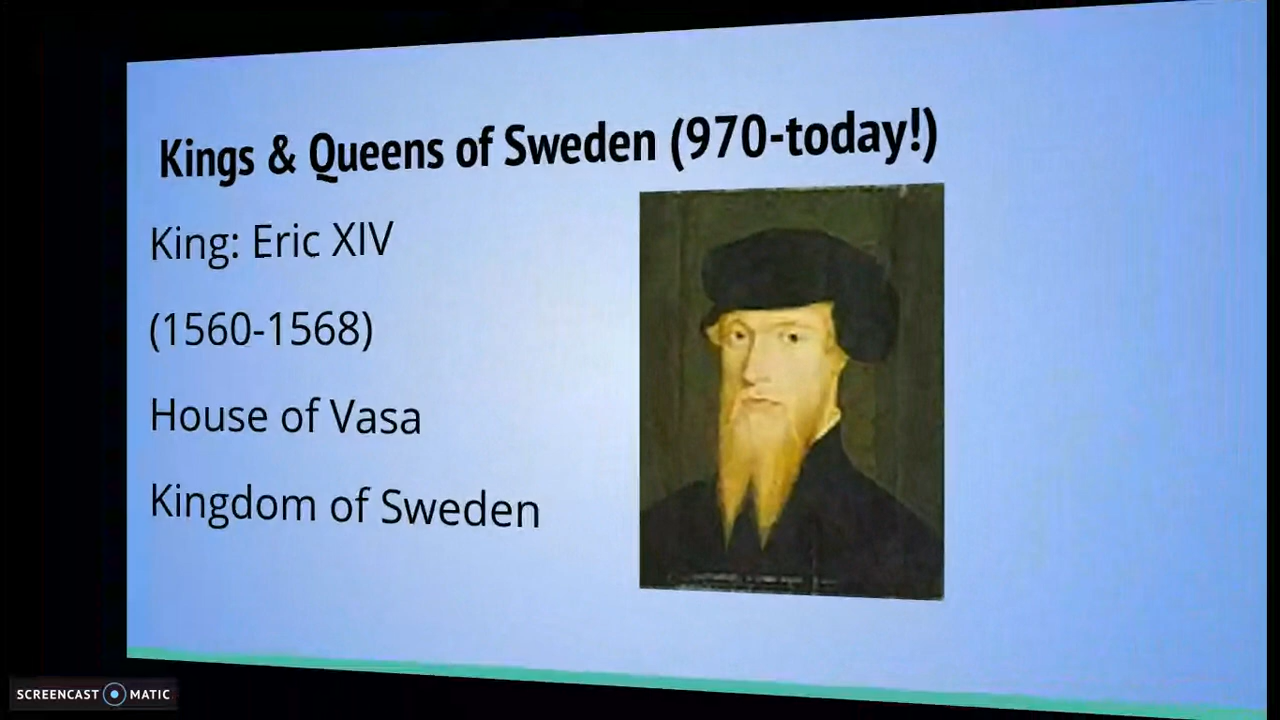 Kings & Queens of Sweden (970-today!)
King: Eric XIV
(1560-1568)
House of Vasa
Kingdom of Sweden
SCREENCAST MATIC